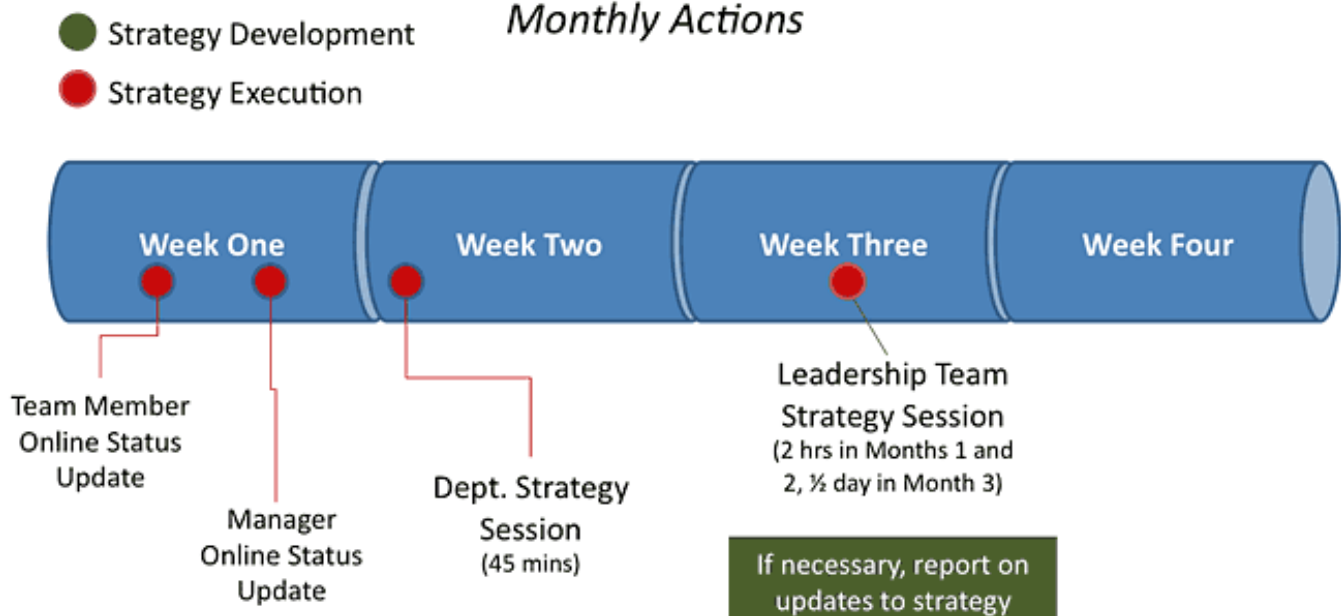 Monthly Actions
Strategy Development
Strategy Execution
Week One
Week Two
Week Three
Week Four
Team Member
Online Status
Update
Manager
Online Status
Update
Dept. Strategy
Session
(45 mins)
Leadership Team
Strategy Session
(2 hrs in Months 1 and
2, ½ day in Month 3)
If necessary, report on
updates to strategy